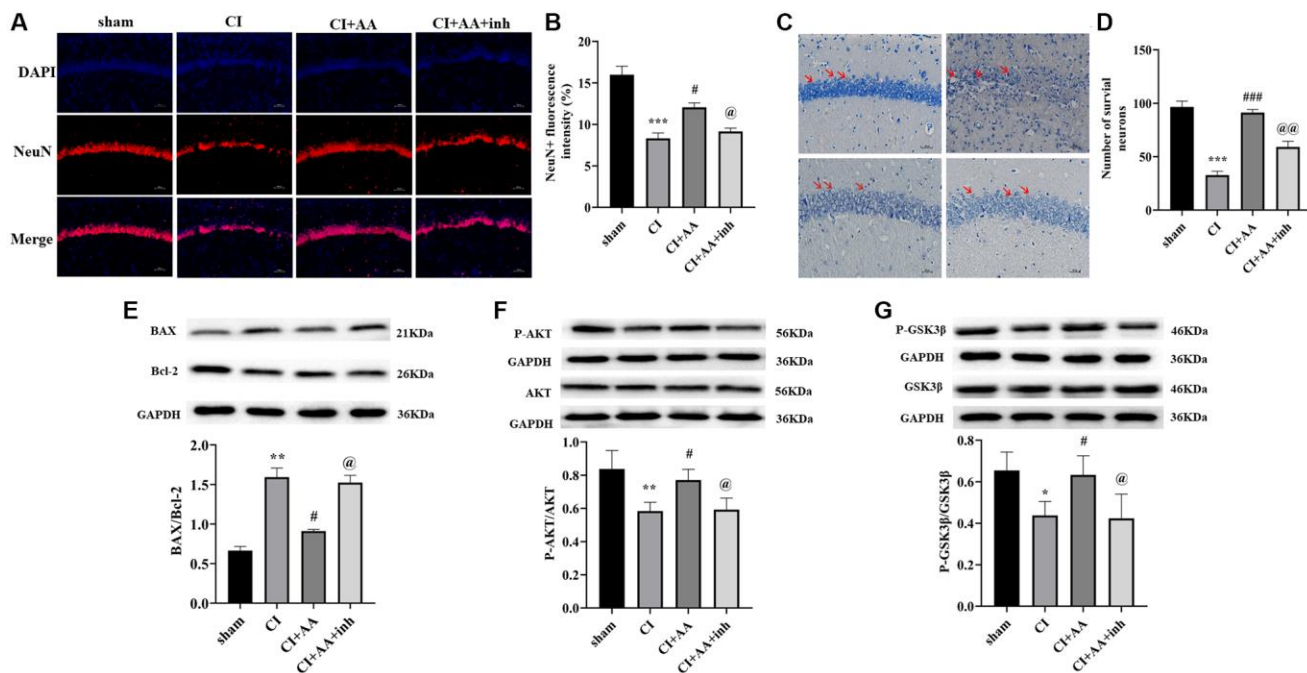 A
sham CI CI+AA CI+AA+inh
DAPI
NeuN
Merge
B
NeuN+ fluorescence
intensity (%)
20
15
10
5
0
***
#
@
sham
CI
CI+AA
CI+AA+inh
C
D
Number of survial
neurons
150
100
50
0
***
###
@@
sham
CI
CI+AA
CI+AA+inh
E
BAX 21KDa
Bcl-2 26KDa
GAPDH 36KDa
BAX/Bcl-2
2.0
1.5
1.0
0.5
0.0
**
#
@
sham
CI
CI+AA
CI+AA+inh
F
P-AKT 56KDa
GAPDH 36KDa
AKT 56KDa
GAPDH 36KDa
P-AKT/AKT
1.0
0.8
0.6
0.4
0.2
0.0
**
#
@
sham
CI
CI+AA
CI+AA+inh
G
P-GSK3β 46KDa
GAPDH 36KDa
GSK3β 46KDa
GAPDH 36KDa
P-GSK3β/GSK3β
0.8
0.6
0.4
0.2
0.0
*
#
@
sham
CI
CI+AA
CI+AA+inh